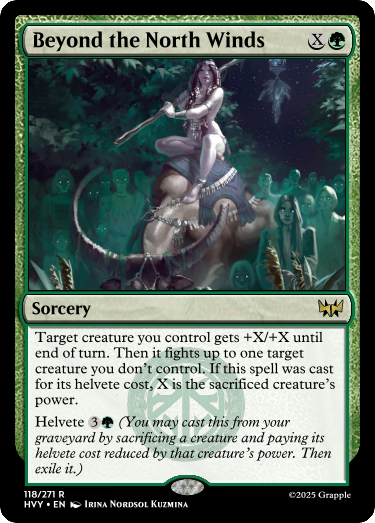 Beyond the North Winds X
Sorcery
Target creature you control gets +X/+X until
end of turn. Then it fights up to one target
creature you don't control. If this spell was cast
for its helvete cost, X is the sacrificed creature's
power.
Helvete 3 (You may cast this from your
graveyard by sacrificing a creature and paying its
helvete cost reduced by that creature's power. Then
exile it.)
118/271 R
HVY • EN Irina Nordsol Kuzmina
©2025 Grapple